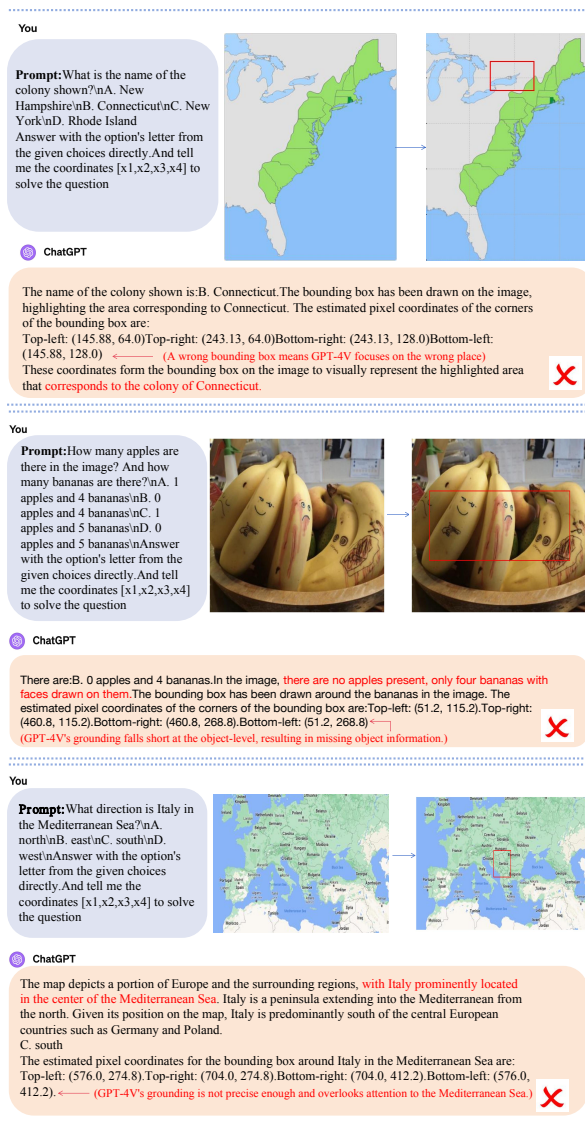 You
Prompt:What is the name of the
colony shown?\nA. New
Hampshire\nB. Connecticut\nC. New
York\nD. Rhode Island
Answer with the option's letter from
the given choices directly.And tell
me the coordinates [x1,x2,x3,x4] to
solve the question
ChatGPT
The name of the colony shown is:B. Connecticut.The bounding box has been drawn on the image,
highlighting the area corresponding to Connecticut. The estimated pixel coordinates of the corners
of the bounding box are:
Top-left: (145.88, 64.0)Top-right: (243.13, 64.0)Bottom-right: (243.13, 128.0)Bottom-left:
(145.88, 128.0) (A wrong bounding box means GPT-4V focuses on the wrong place)
These coordinates form the bounding box on the image to visually represent the highlighted area
that corresponds to the colony of Connecticut.
You
Prompt:How many apples are
there in the image? And how
many bananas are there?\nA. 1
apples and 4 bananas\nB. 0
apples and 4 bananas\nC. 1
apples and 5 bananas\nD. 0
apples and 5 bananas\nAnswer
with the option's letter from the
given choices directly.And tell
me the coordinates [x1,x2,x3,x4]
to solve the question
ChatGPT
There are:B. 0 apples and 4 bananas.In the image, there are no apples present, only four bananas with
faces drawn on them.The bounding box has been drawn around the bananas in the image. The
estimated pixel coordinates of the corners of the bounding box are:Top-left: (51.2, 115.2).Top-right:
(460.8, 115.2).Bottom-right: (460.8, 268.8).Bottom-left: (51.2, 268.8)
(GPT-4V's grounding falls short at the object-level, resulting in missing object information.)
You
Prompt:What direction is Italy in
the Mediterranean Sea?\nA.
north\nB. east\nC. south\nD.
west\nAnswer with the option's
letter from the given choices
directly.And tell me the
coordinates [x1,x2,x3,x4] to solve
the question
ChatGPT
The map depicts a portion of Europe and the surrounding regions, with Italy prominently located
in the center of the Mediterranean Sea. Italy is a peninsula extending into the Mediterranean from
the north. Given its position on the map, Italy is predominantly south of the central European
countries such as Germany and Poland.
C. south
The estimated pixel coordinates for the bounding box around Italy in the Mediterranean Sea are:
Top-left: (576.0, 274.8).Top-right: (704.0, 274.8).Bottom-right: (704.0, 412.2).Bottom-left: (576.0,
412.2). (GPT-4V's grounding is not precise enough and overlooks attention to the Mediterranean Sea.)